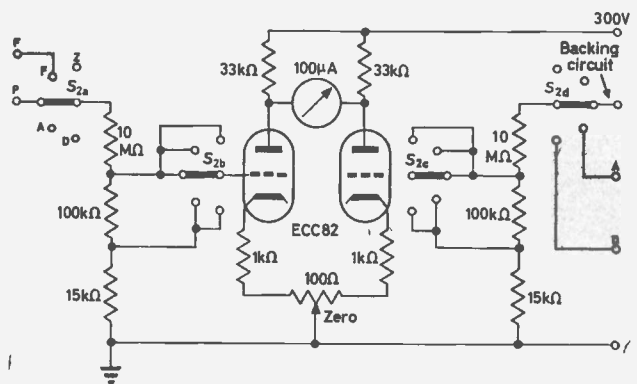 300V
Backing
circuit
F
F
Z
S2a
P
A
D
33kΩ
100μA
33kΩ
S2d
10
MΩ
S2b
S2c
10
MΩ
A
100kΩ
ECC82
100kΩ
B
1kΩ
100Ω
1kΩ
15kΩ
Zero
15kΩ